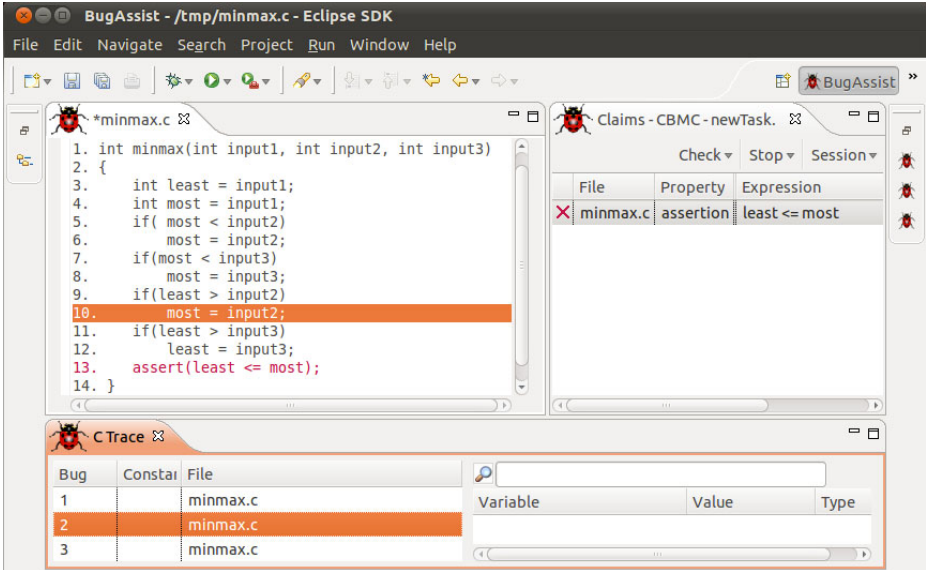 BugAssist - /tmp/minmax.c - Eclipse SDK
File Edit Navigate Search Project Run Window Help
BugAssist »
*minmax.c
1. int minmax(int input1, int input2, int input3)
2. {
3. int least = input1;
4. int most = input1;
5. if( most < input2)
6. most = input2;
7. if(most < input3)
8. most = input3;
9. if(least > input2)
10. most = input2;
11. if(least > input3)
12. least = input3;
13. assert(least <= most);
14. }
Claims - CBMC - newTask.
Check Stop Session
File Property Expression
minmax.c assertion least <= most
C Trace
Bug Constai File
1 minmax.c
2 minmax.c
3 minmax.c
Variable Value Type